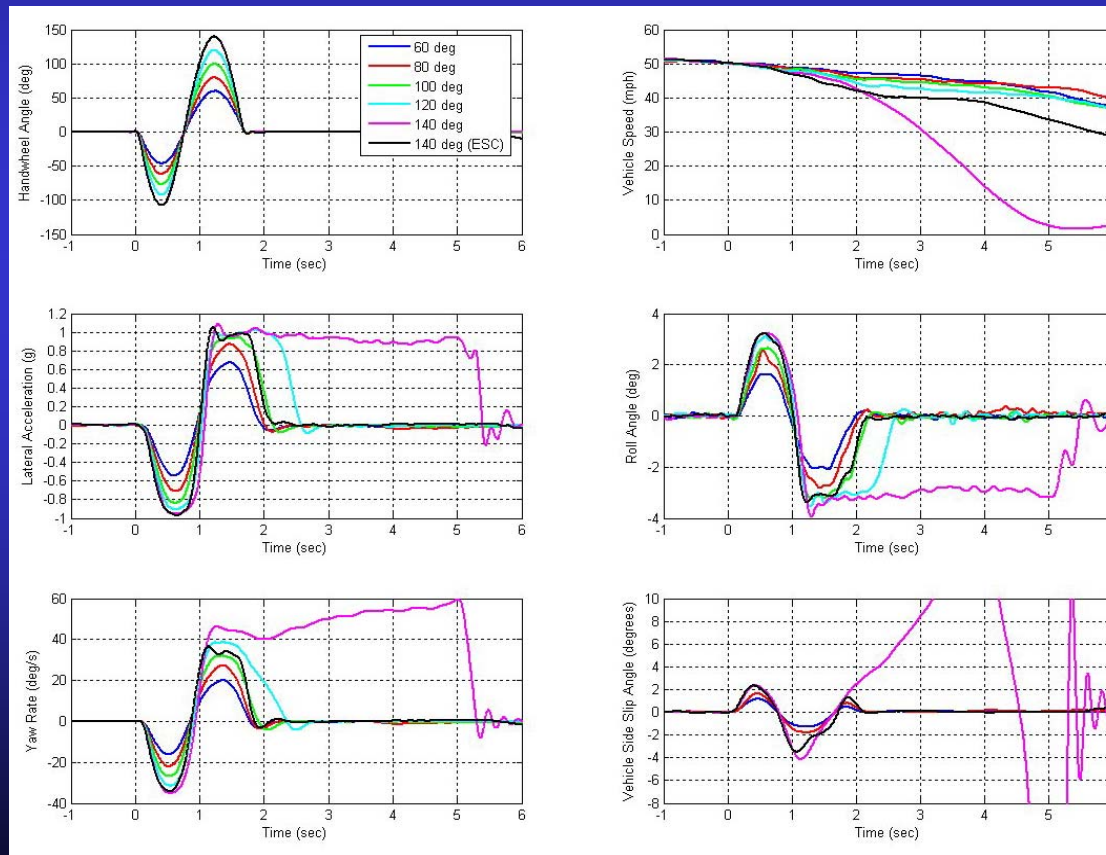 Handwheel Angle (deg)
150
100
50
0
-50
-100
-150
-1 0 1 2 3 4 5 6
Time (sec)
60 deg
80 deg
100 deg
120 deg
140 deg
140 deg (ESC)
Vehicle Speed (mph)
60
50
40
30
20
10
0
-1 0 1 2 3 4 5
Time (sec)
Lateral Acceleration (g)
1.2
1
0.8
0.6
0.4
0.2
0
0.2
0.4
0.6
0.8
-1
-1 0 1 2 3 4 5 6
Time (sec)
Roll Angle (deg)
4
2
0
-2
-4
-1 0 1 2 3 4 5
Time (sec)
Yaw Rate (deg/s)
60
40
20
0
-20
-40
-1 0 1 2 3 4 5 6
Time (sec)
Vehicle Side Slip Angle (degrees)
10
8
6
4
2
0
-2
-4
-6
-8
-1 0 1 2 3 4 5
Time (sec)